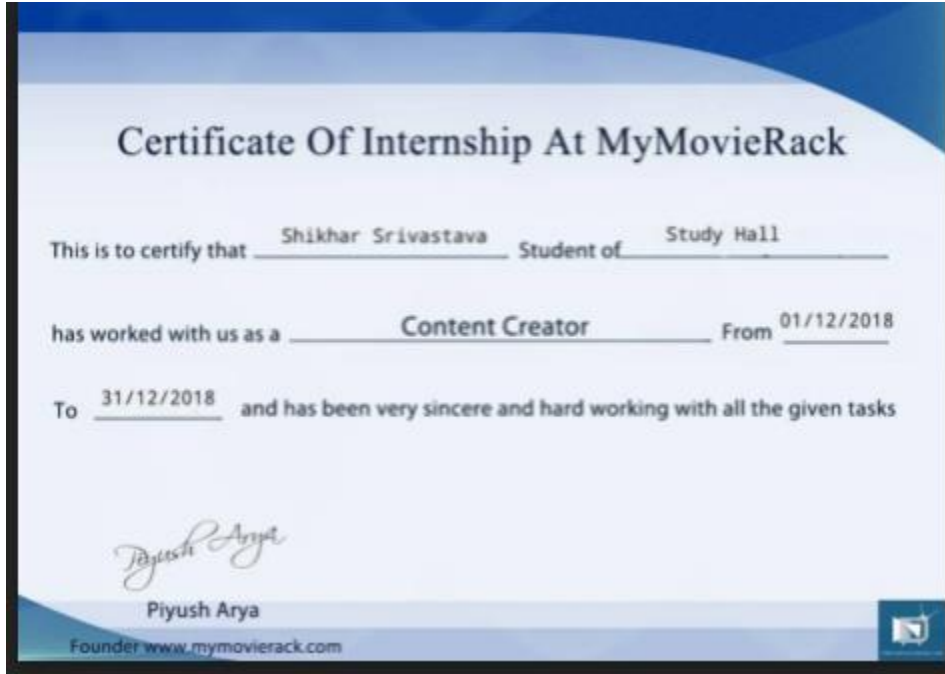 Certificate Of Internship At MyMovieRack
This is to certify that Shikhar Srivastava Student of Study Hall
has worked with us as a Content Creator From 01/12/2018
To 31/12/2018 and has been very sincere and hard working with all the given tasks
Piyush Arya
Piyush Arya
Founder www.mymovierack.com